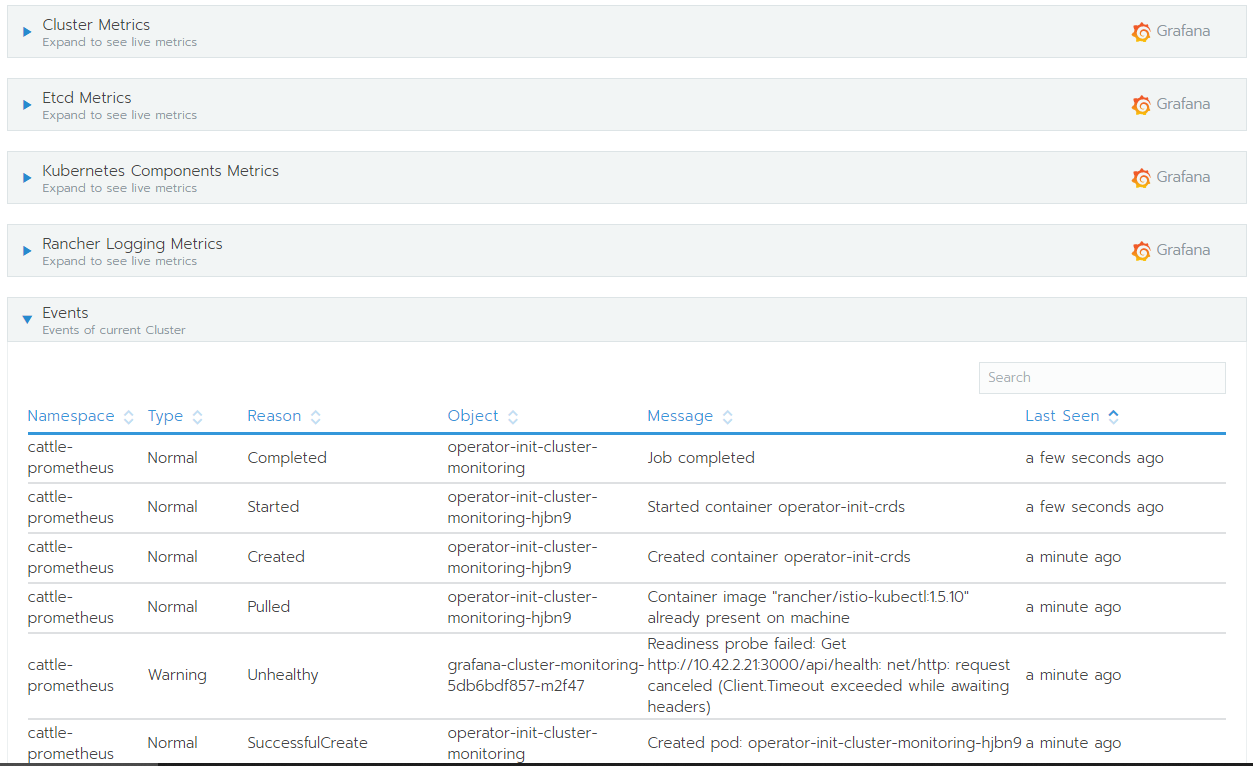 Cluster Metrics
Expand to see live metrics
Grafana
Etcd Metrics
Expand to see live metrics
Grafana
Kubernetes Components Metrics
Expand to see live metrics
Grafana
Rancher Logging Metrics
Expand to see live metrics
Grafana
Events
Events of current Cluster
Search
Namespace Type Reason Object Message Last Seen
cattle-
prometheus
Normal
Completed
operator-init-cluster-
monitoring
Job completed
a few seconds ago
cattle-
prometheus
Normal
Started
operator-init-cluster-
monitoring-hjbn9
Started container operator-init-crds
a few seconds ago
cattle-
prometheus
Normal
Created
operator-init-cluster-
monitoring-hjbn9
Created container operator-init-crds
a minute ago
cattle-
prometheus
Normal
Pulled
operator-init-cluster-
monitoring-hjbn9
Container image "rancher/istio-kubectl:1.5.10"
already present on machine
a minute ago
cattle-
prometheus
Warning
Unhealthy
grafana-cluster-monitoring-
5db6bdf857-m2f47
Readiness probe failed: Get
http://10.42.2.21:3000/api/health: net/http: request
canceled (Client.Timeout exceeded while awaiting
headers)
a minute ago
cattle-
prometheus
Normal
SuccessfulCreate
operator-init-cluster-
monitoring
Created pod: operator-init-cluster-monitoring-hjbn9
a minute ago